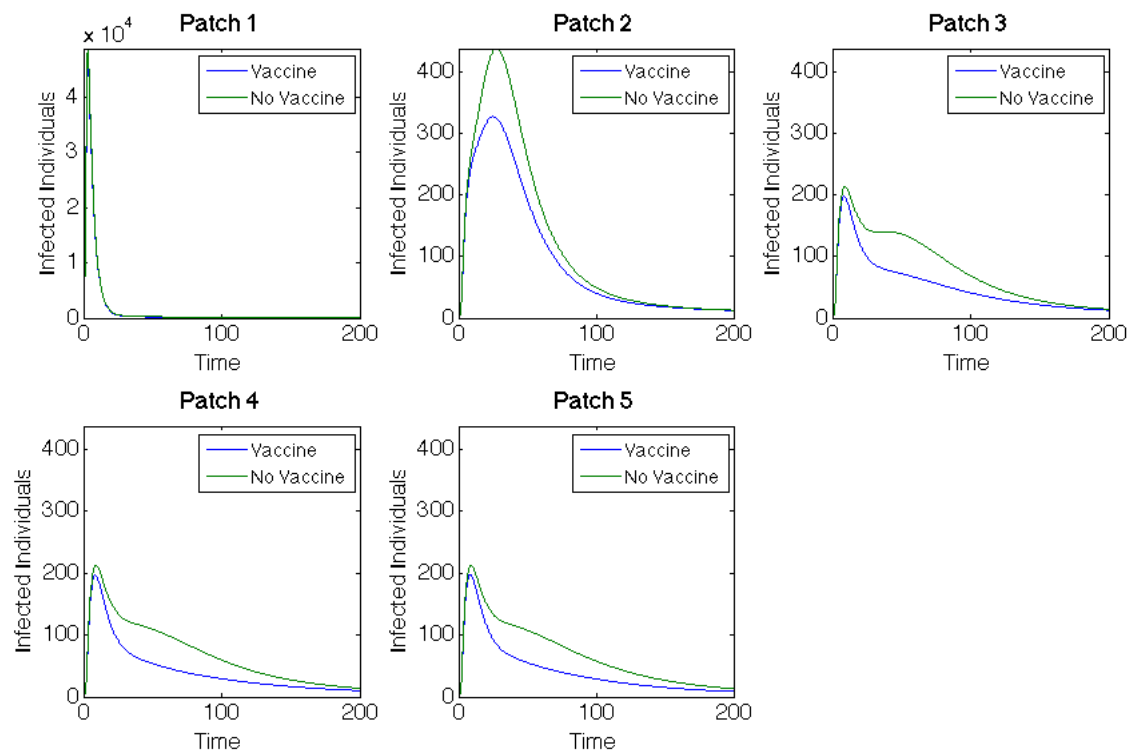 Patch 1
x 10^4
Infected Individuals
4
3
2
1
0
0 100 200
Time
Vaccine
No Vaccine
Patch 2
Infected Individuals
400
300
200
100
0
0 100 200
Time
Vaccine
No Vaccine
Patch 3
Infected Individuals
400
300
200
100
0
0 100 200
Time
Vaccine
No Vaccine
Patch 4
Infected Individuals
400
300
200
100
0
0 100 200
Time
Vaccine
No Vaccine
Patch 5
Infected Individuals
400
300
200
100
0
0 100 200
Time
Vaccine
No Vaccine